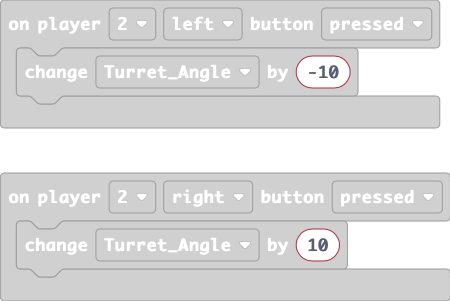 on player 2 left button pressed
change Turret_Angle by -10
on player 2 right button pressed
change Turret_Angle by 10